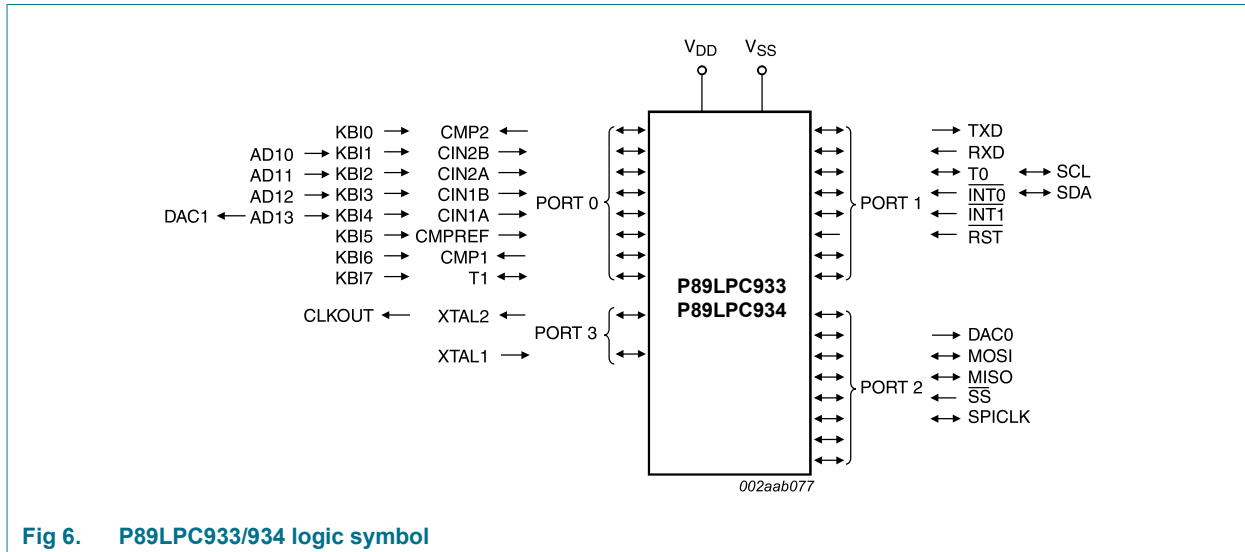 VDD VSS
KBI0 CMP2 TXD
AD10 KBI1 CIN2B RXD
AD11 KBI2 CIN2A T0 SCL
AD12 KBI3 CIN1B PORT 0 PORT 1 INT0 SDA
DAC1 AD13 KBI4 CIN1A INT1
KBI5 CMPREF RST
KBI6 CMP1
KBI7 T1
P89LPC933
P89LPC934
CLKOUT XTAL2
PORT 3 DAC0
XTAL1 MOSI
MISO
PORT 2 SS
SPICLK
002aab077
Fig 6. P89LPC933/934 logic symbol